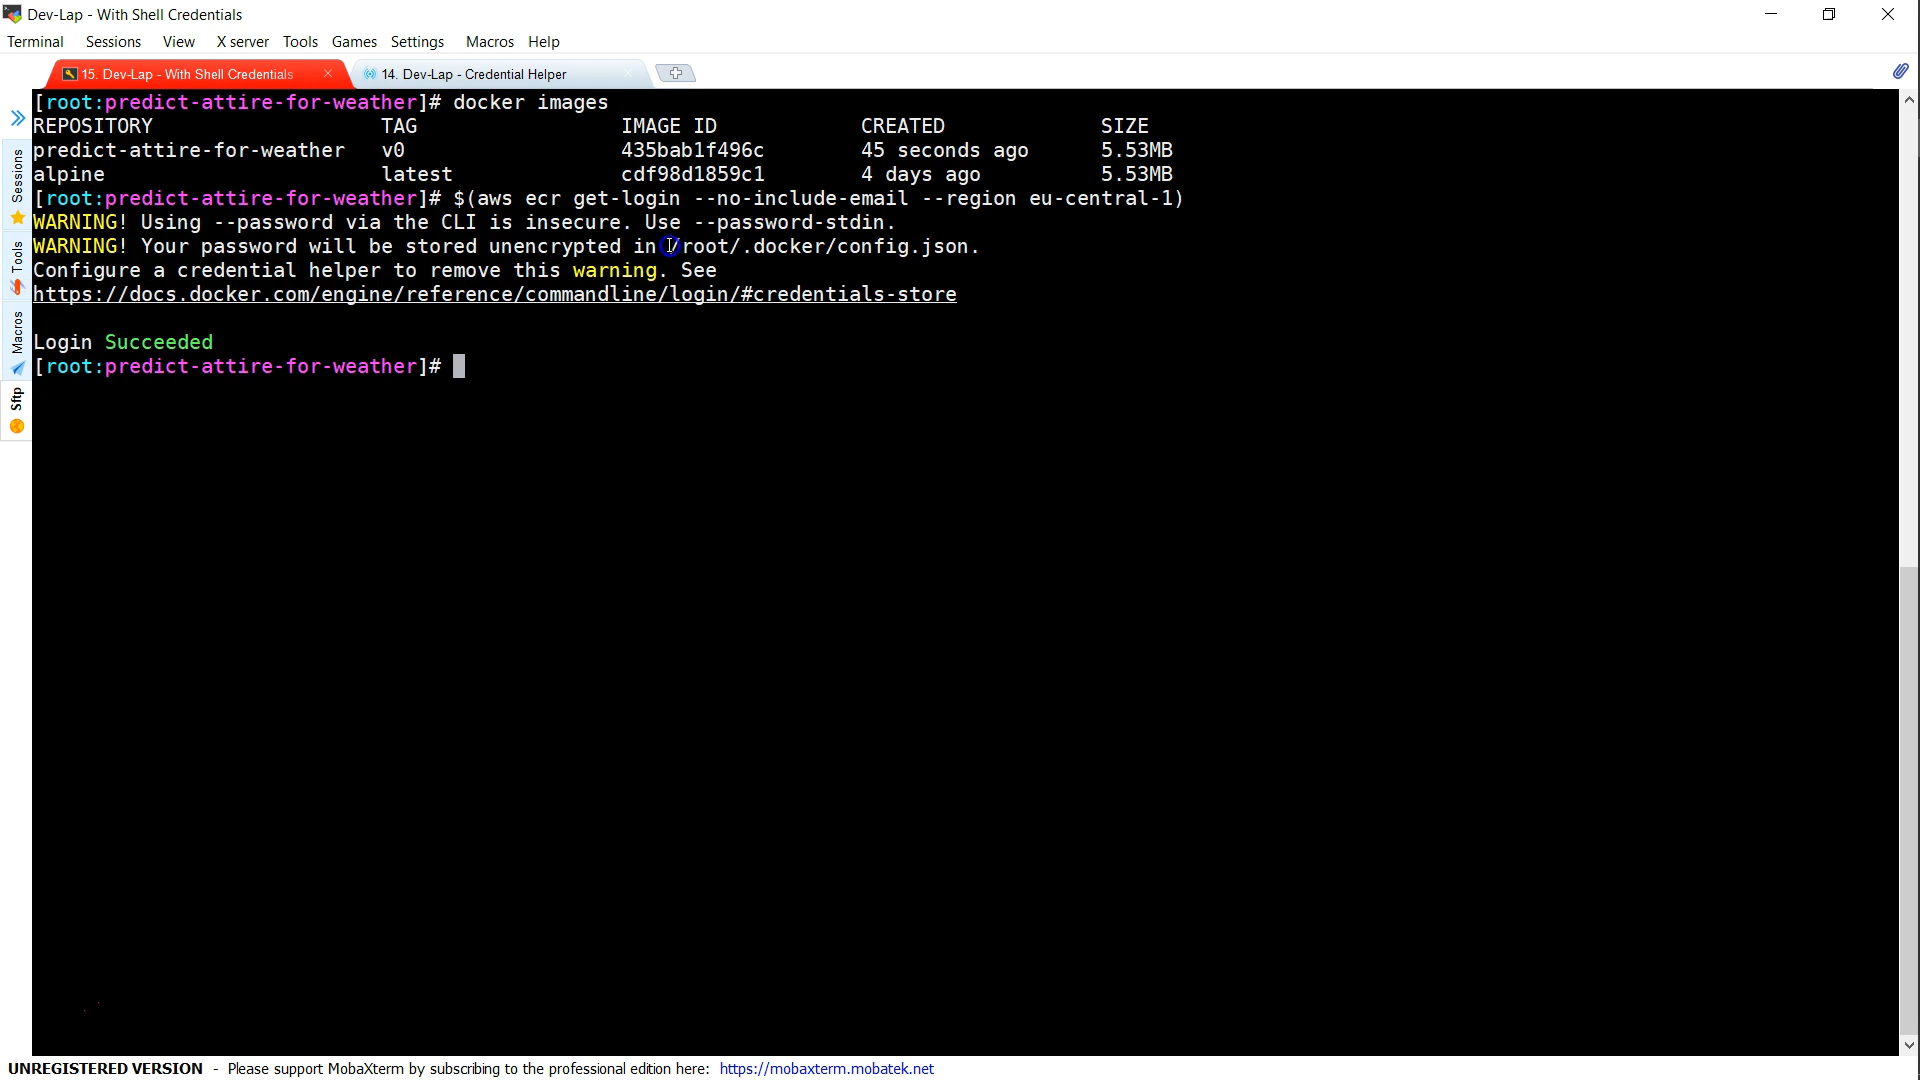 Dev-Lap - With Shell Credentials
Terminal Sessions View X server Tools Games Settings Macros Help
15. Dev-Lap - With Shell Credentials 14. Dev-Lap - Credential Helper
[root:predict-attire-for-weather]# docker images
REPOSITORY TAG IMAGE ID CREATED SIZE
predict-attire-for-weather v0 435bab1f496c 45 seconds ago 5.53MB
alpine latest cdf98d1859c1 4 days ago 5.53MB
[root:predict-attire-for-weather]# $(aws ecr get-login --no-include-email --region eu-central-1)
WARNING! Using --password via the CLI is insecure. Use --password-stdin.
WARNING! Your password will be stored unencrypted in /root/.docker/config.json.
Configure a credential helper to remove this warning. See
https://docs.docker.com/engine/reference/commandline/login/#credentials-store
Login Succeeded
[root:predict-attire-for-weather]#
Sessions
Tools
Macros
Sftp
UNREGISTERED VERSION - Please support MobaXterm by subscribing to the professional edition here: https://mobaxterm.mobatek.net